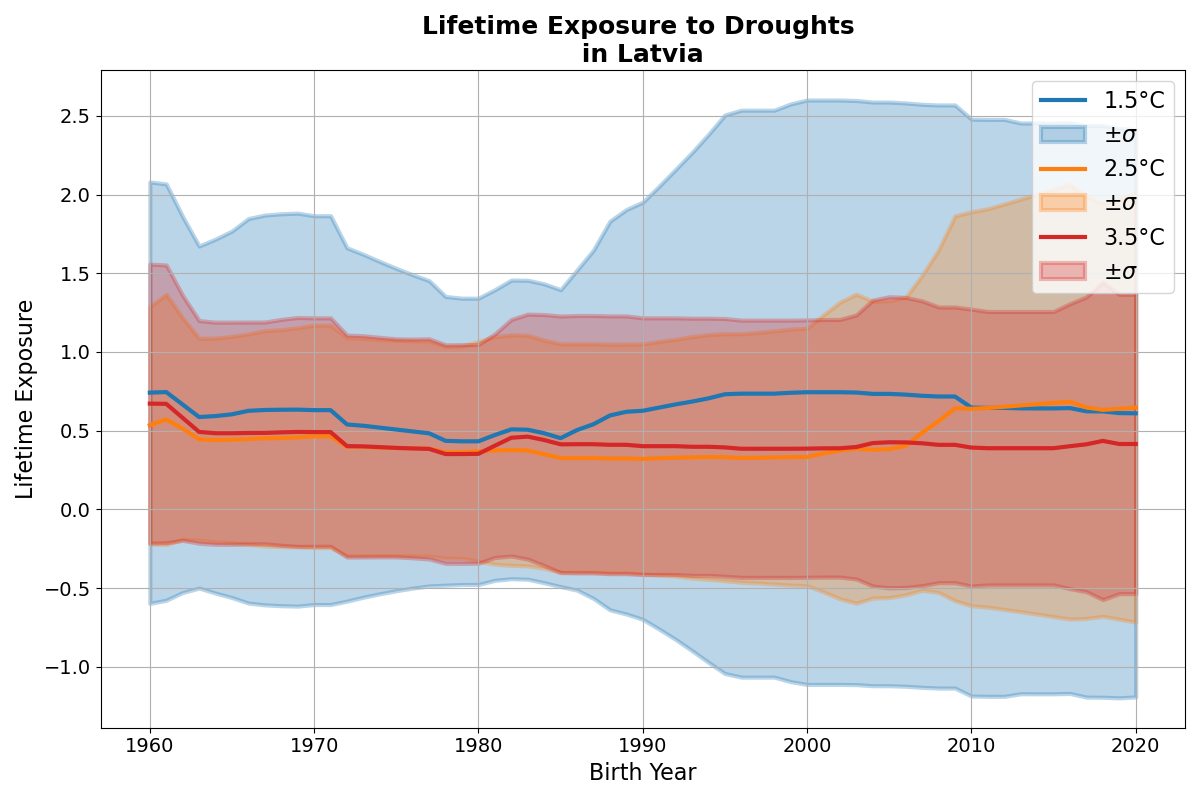 Lifetime Exposure to Droughts
in Latvia
Lifetime Exposure
2.5
2.0
1.5
1.0
0.5
0.0
−0.5
−1.0
1.5°C
±σ
2.5°C
±σ
3.5°C
±σ
1960
1970
1980
1990
2000
2010
2020
Birth Year